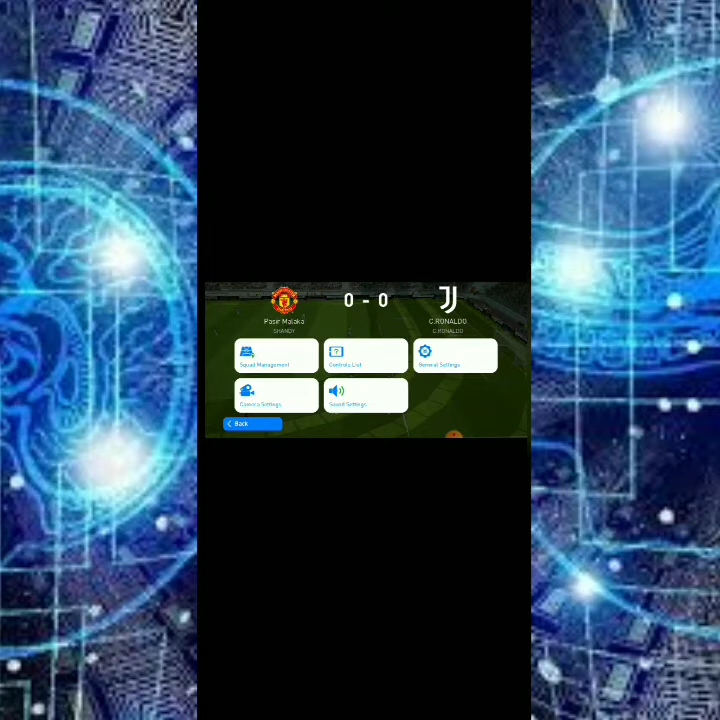 0 - 0
Pasir Malaka
C.RONALDO
SHANDY
C.RONALDO
Squad Management
Controls List
General Settings
Camera Settings
Sound Settings
Back